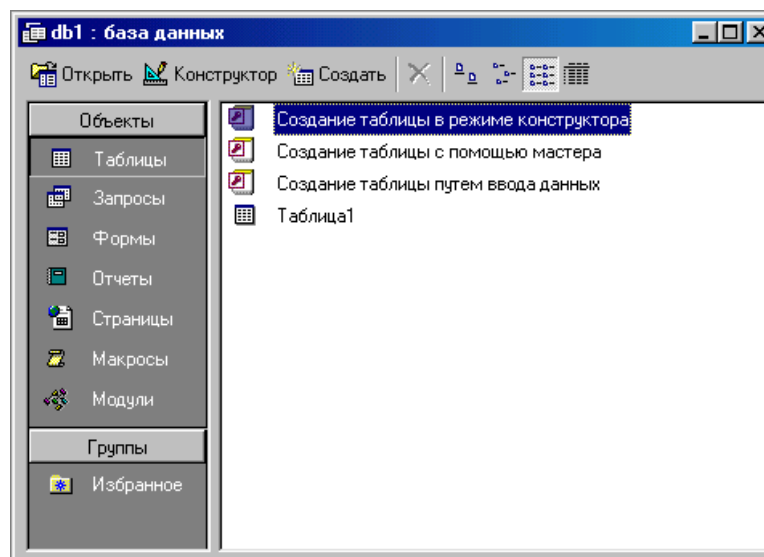 db1 : база данных
Открыть Конструктор Создать
Объекты
Таблицы
Запросы
Формы
Отчеты
Страницы
Макросы
Модули
Группы
Избранное
Создание таблицы в режиме конструктора
Создание таблицы с помощью мастера
Создание таблицы путем ввода данных
Таблица1